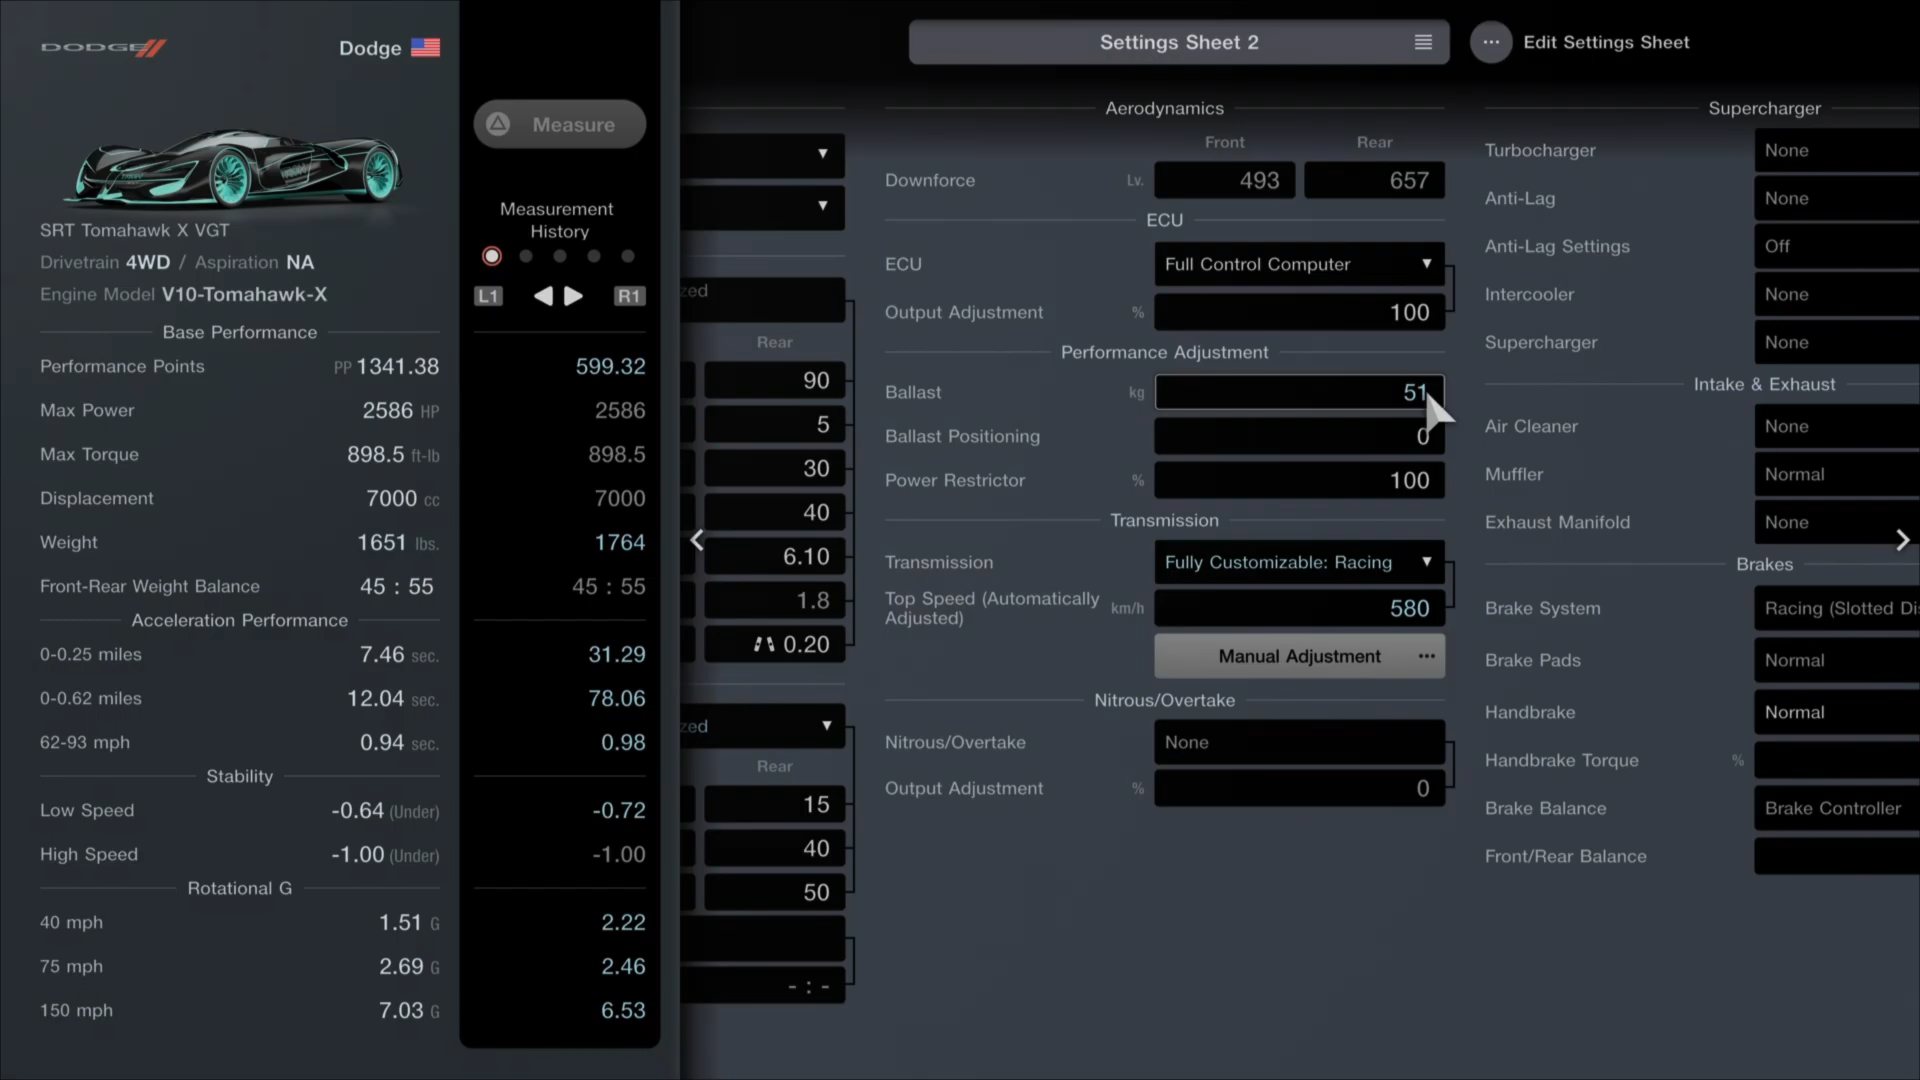 DODGE
Dodge
SRT Tomahawk X VGT
Drivetrain 4WD / Aspiration NA
Engine Model V10-Tomahawk-X
Base Performance
Performance Points PP 1341.38 599.32
Max Power 2586 HP 2586
Max Torque 898.5 ft-lb 898.5
Displacement 7000 cc 7000
Weight 1651 lbs. 1764
Front-Rear Weight Balance 45 : 55 45 : 55
Acceleration Performance
0-0.25 miles 7.46 sec. 31.29
0-0.62 miles 12.04 sec. 78.06
62-93 mph 0.94 sec. 0.98
Stability
Low Speed -0.64 (Under) -0.72
High Speed -1.00 (Under) -1.00
Rotational G
40 mph 1.51 G 2.22
75 mph 2.69 G 2.46
150 mph 7.03 G 6.53
Measure
Measurement
History
L1 R1
zed
Rear
90
5
30
40
6.10
1.8
0.20
zed
Rear
15
40
50
- : -
Settings Sheet 2
Edit Settings Sheet
Aerodynamics
Front Rear
Downforce Lv. 493 657
ECU
ECU Full Control Computer
Output Adjustment % 100
Performance Adjustment
Ballast kg 51
Ballast Positioning 0
Power Restrictor % 100
Transmission
Transmission Fully Customizable: Racing
Top Speed (Automatically
Adjusted) km/h 580
Manual Adjustment
Nitrous/Overtake
Nitrous/Overtake None
Output Adjustment % 0
Supercharger
Turbocharger None
Anti-Lag None
Anti-Lag Settings Off
Intercooler None
Supercharger None
Intake & Exhaust
Air Cleaner None
Muffler Normal
Exhaust Manifold None
Brakes
Brake System Racing (Slotted Dis
Brake Pads Normal
Handbrake Normal
Handbrake Torque %
Brake Balance Brake Controller
Front/Rear Balance